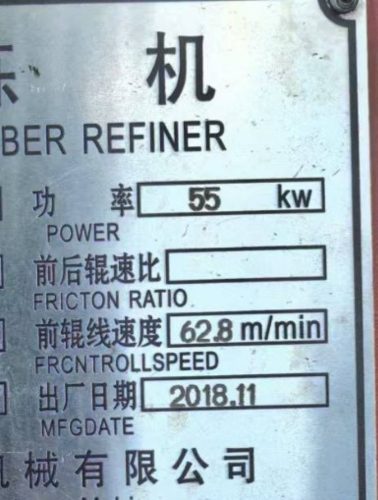 机
BER REFINER
功 率 55 kw
POWER
前后辊速比
FRICTON RATIO
前辊线速度 62.8 m/min
FRCNTROLLSPEED
出厂日期 2018.11
MFGDATE
机械有限公司